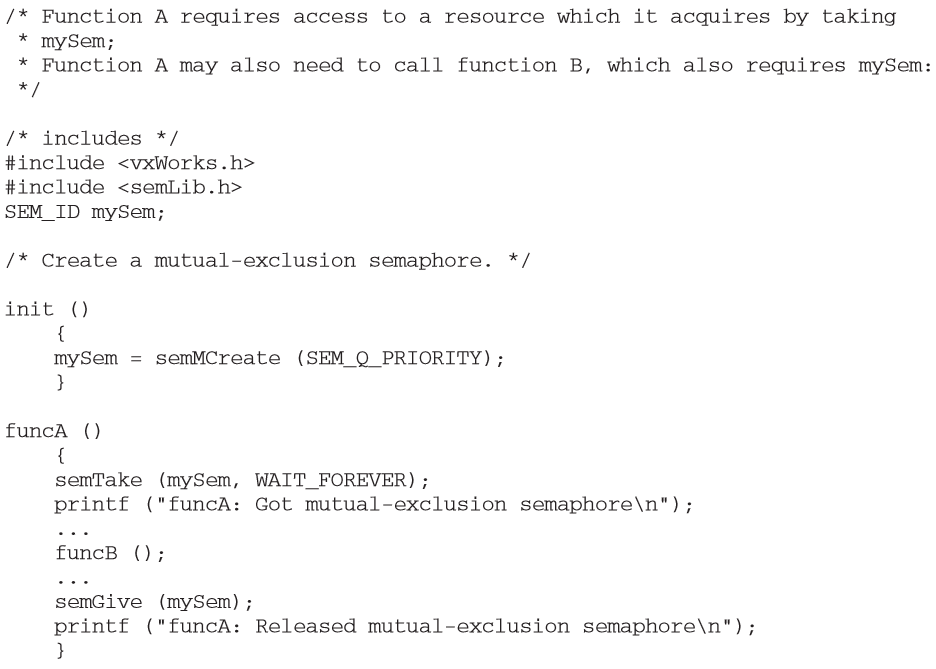 /* Function A requires access to a resource which it acquires by taking
 * mySem;
 * Function A may also need to call function B, which also requires mySem:
 */

/* includes */
#include <vxWorks.h>
#include <semLib.h>
SEM_ID mySem;

/* Create a mutual-exclusion semaphore. */

init ()
    {
    mySem = semMCreate (SEM_Q_PRIORITY);
    }

funcA ()
    {
    semTake (mySem, WAIT_FOREVER);
    printf ("funcA: Got mutual-exclusion semaphore\n");
    ...
    funcB ();
    ...
    semGive (mySem);
    printf ("funcA: Released mutual-exclusion semaphore\n");
    }